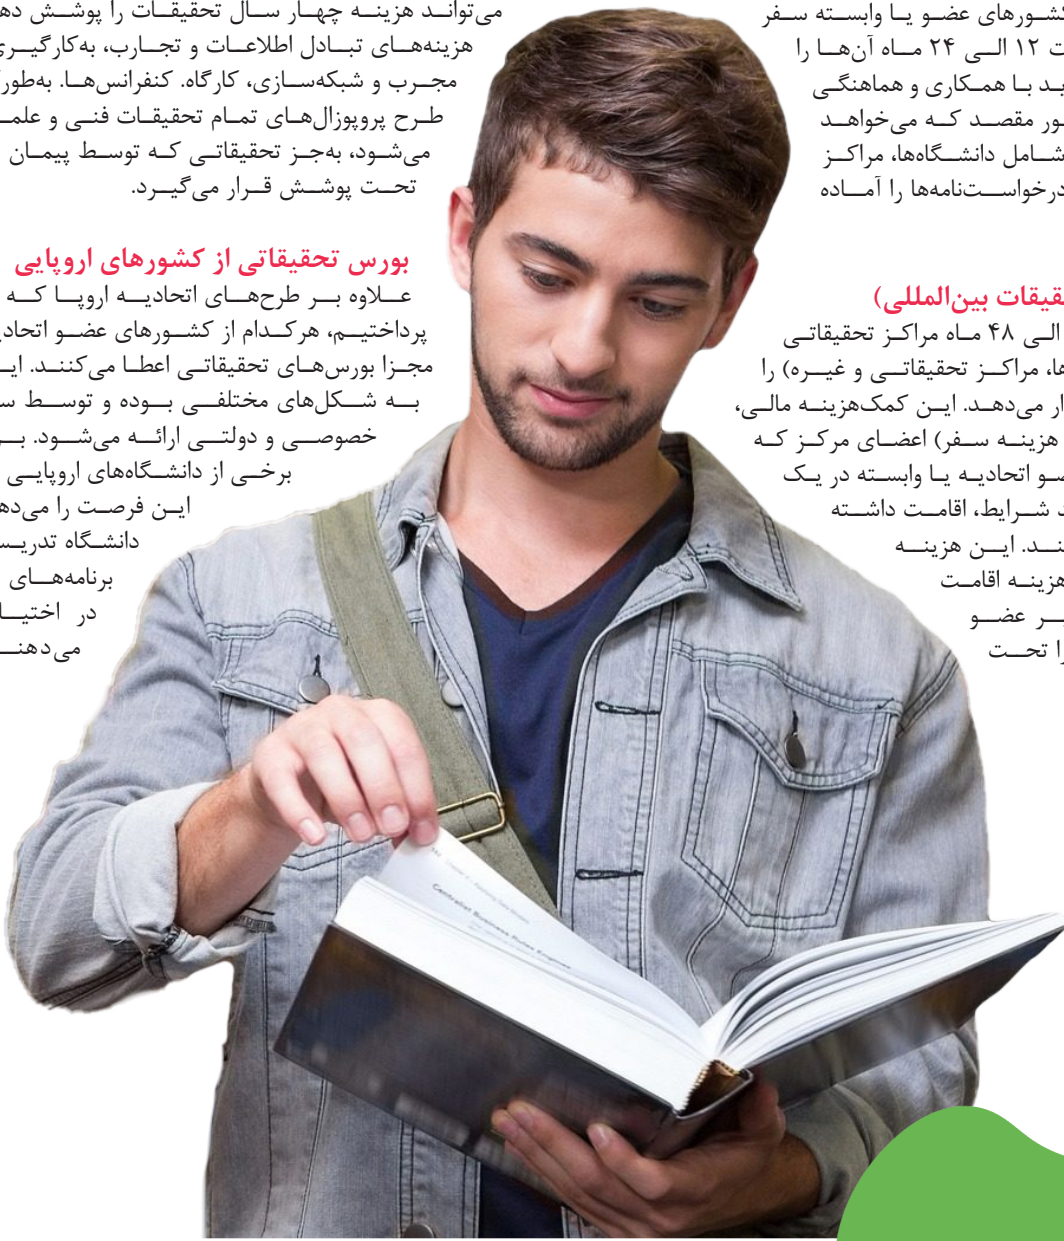 کشورهای عضو یا وابسته سفر
ت ۱۲ الی ۲۴ ماه آن‌ها را
ید با همکاری و هماهنگی
ور مقصد که می‌خواهد
شامل دانشگاه‌ها، مراکز
درخواست‌نامه‌ها را آماده
قیقات بین‌المللی)
الی ۴۸ ماه مراکز تحقیقاتی
ها، مراکز تحقیقاتی و غیره) را
ار می‌دهد. این کمک‌هزینه مالی،
هزینه سفر) اعضای مرکز که
ضو اتحادیه یا وابسته در یک
د شرایط، اقامت داشته
نند. این هزینه
هزینه اقامت
یر عضو
را تحت
می‌تواند هزینه چهار سال تحقیقات را پوشش ده
هزینه‌های تبادل اطلاعات و تجارب، به‌کارگیری
مجرب و شبکه‌سازی، کارگاه. کنفرانس‌ها. به‌طور
طرح پروپوزال‌های تمام تحقیقات فنی و علم
می‌شود، به‌جز تحقیقاتی که توسط پیمان
تحت پوشش قرار می‌گیرد.
بورس تحقیقاتی از کشورهای اروپایی
علاوه بر طرح‌های اتحادیه اروپا که
پرداختیم، هرکدام از کشورهای عضو اتحاد
مجزا بورس‌های تحقیقاتی اعطا می‌کنند. ای
به شکل‌های مختلفی بوده و توسط س
خصوصی و دولتی ارائه می‌شود. بر
برخی از دانشگاه‌های اروپایی
این فرصت را می‌ده
دانشگاه تدریس
برنامه‌های
در اختیا
می‌دهند